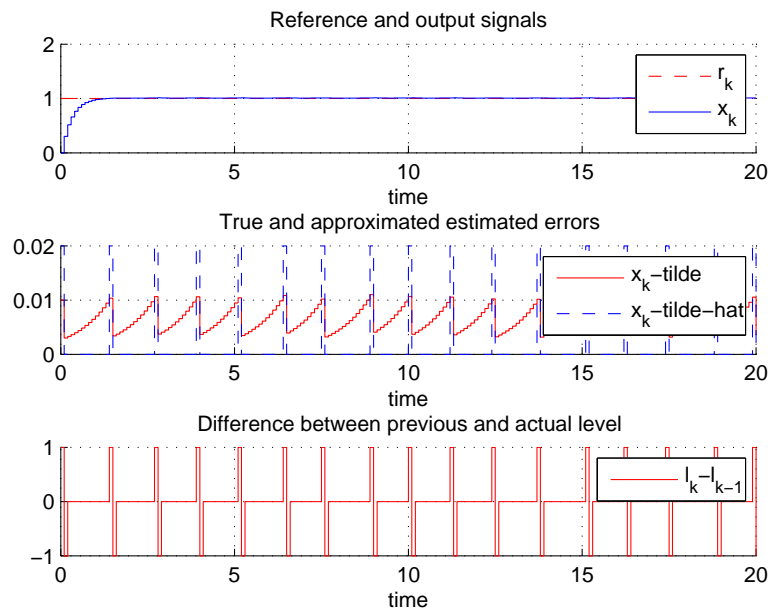 Reference and output signals
2
1
0
r_k
x_k
0 5 10 15 20
time
True and approximated estimated errors
0.02
0.01
0
x_k-tilde
x_k-tilde-hat
0 5 10 15 20
time
Difference between previous and actual level
1
0
-1
l_k-l_{k-1}
0 5 10 15 20
time